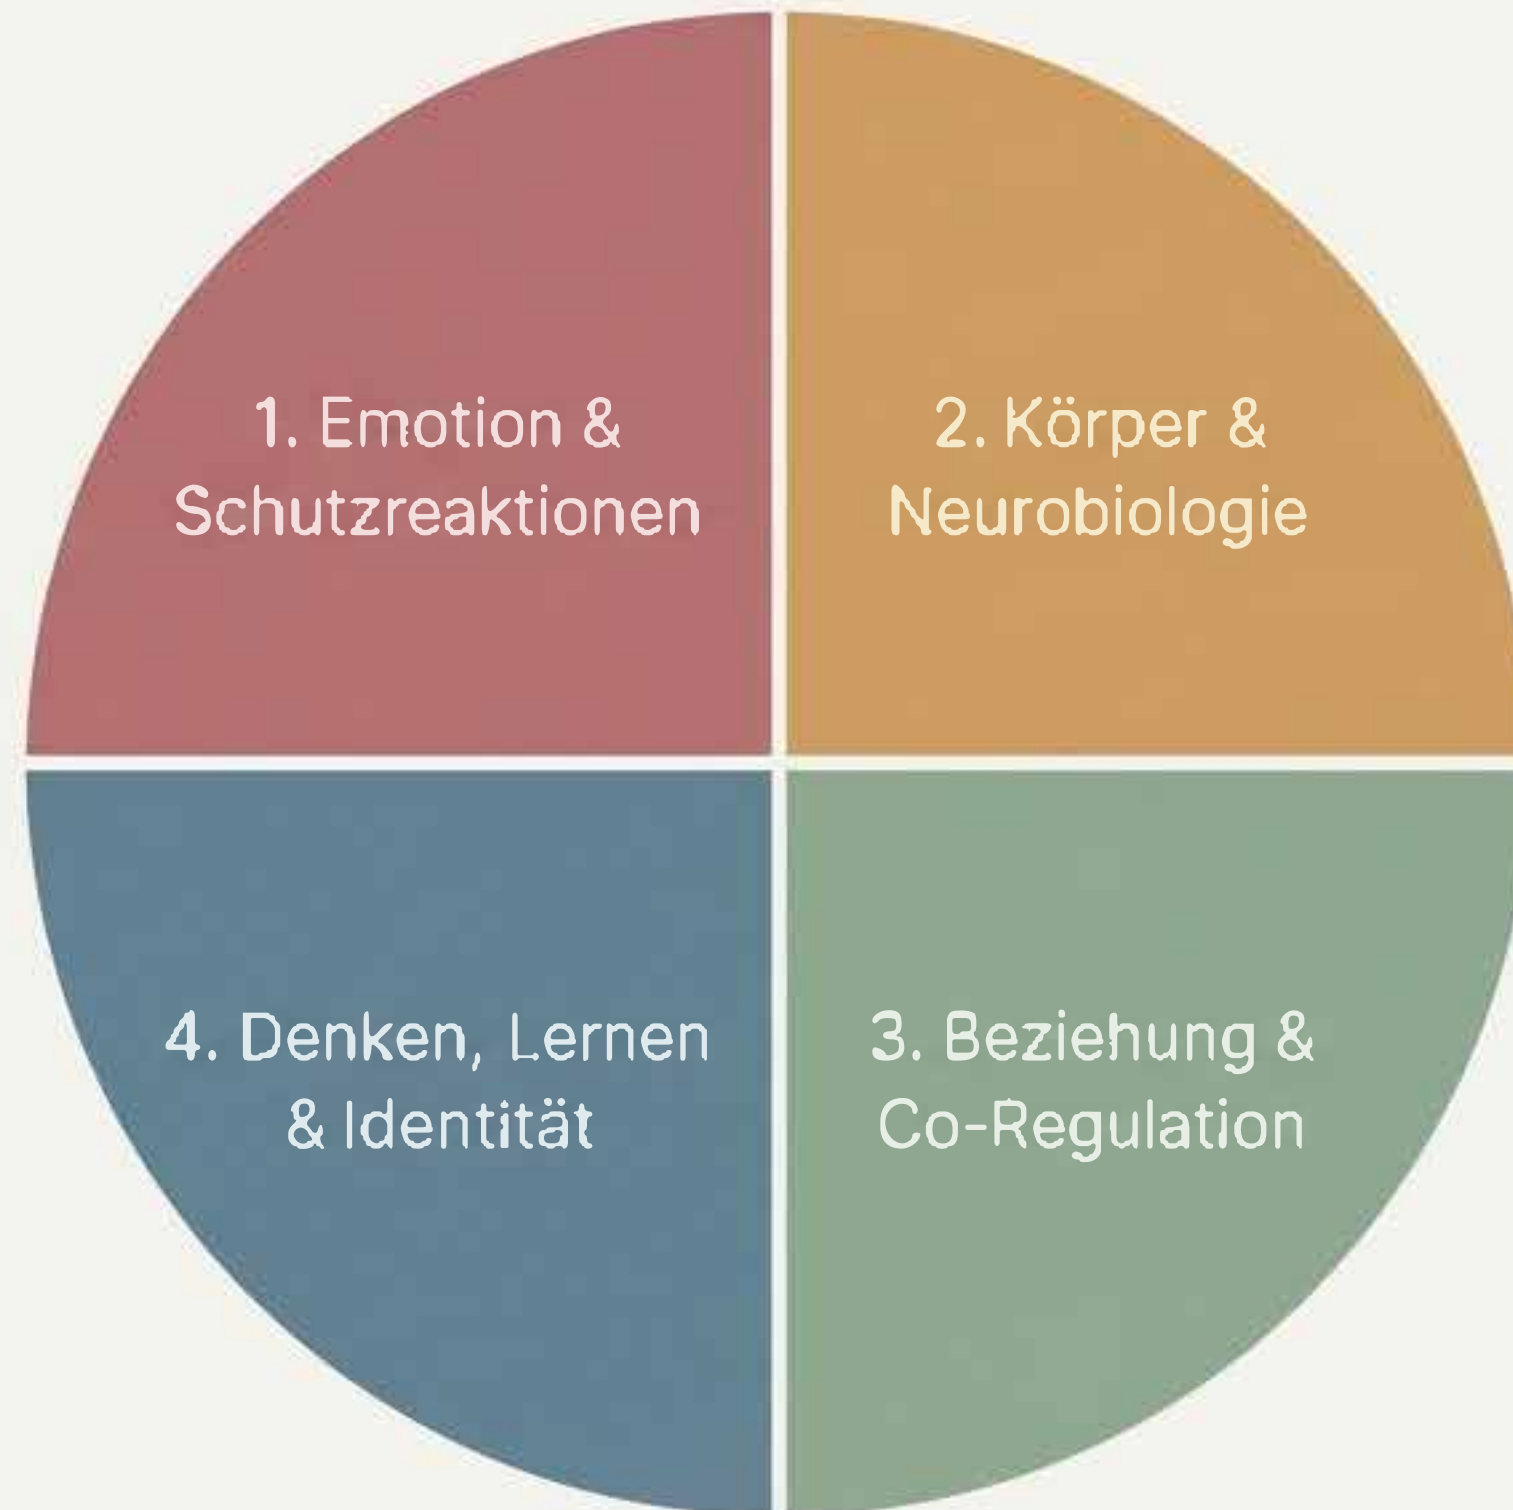 1. Emotion &
Schutzreaktionen
2. Körper &
Neurobiologie
4. Denken, Lernen
& Identität
3. Beziehung &
Co-Regulation